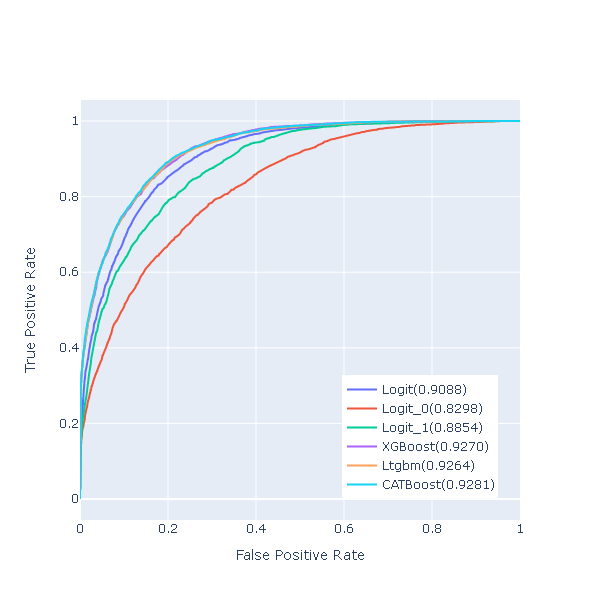 1
0.8
0.6
0.4
0.2
0
0
0.2
0.4
0.6
0.8
1
True Positive Rate
False Positive Rate
Logit(0.9088)
Logit_0(0.8298)
Logit_1(0.8854)
XGBoost(0.9270)
Ltgbm(0.9264)
CATBoost(0.9281)